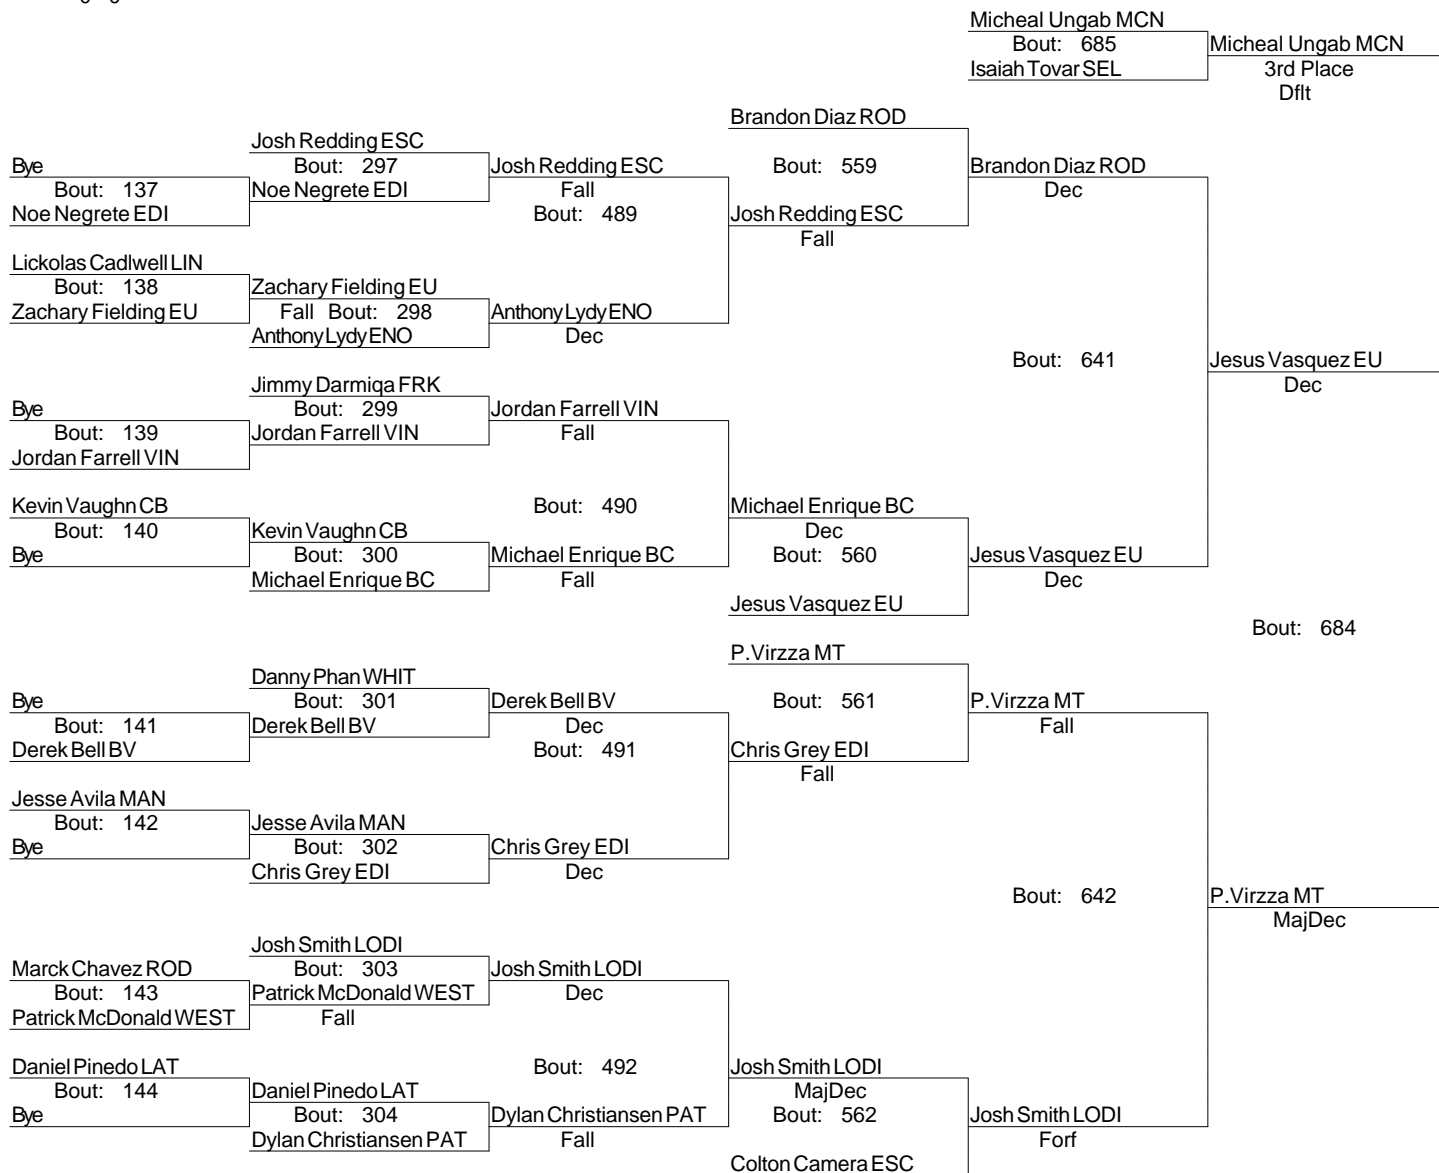 Micheal Ungab MCN
Bout: 685
Micheal Ungab MCN
Isaiah Tovar SEL
3rd Place
Dflt
Brandon Diaz ROD
Josh Redding ESC
Bye
Bout: 297
Josh Redding ESC
Bout: 559
Brandon Diaz ROD
Bout: 137
Noe Negrete EDI
Fall
Dec
Noe Negrete EDI
Bout: 489
Josh Redding ESC
Fall
Lickolas Cadlwell LIN
Bout: 138
Zachary Fielding EU
Zachary Fielding EU
Fall Bout: 298
Anthony Lydy ENO
Anthony Lydy ENO
Dec
Bout: 641
Jesus Vasquez EU
Dec
Jimmy Darmiqa FRK
Bye
Bout: 299
Jordan Farrell VIN
Bout: 139
Jordan Farrell VIN
Fall
Jordan Farrell VIN
Kevin Vaughn CB
Bout: 490
Michael Enrique BC
Bout: 140
Kevin Vaughn CB
Dec
Bye
Bout: 300
Michael Enrique BC
Bout: 560
Jesus Vasquez EU
Michael Enrique BC
Fall
Dec
Jesus Vasquez EU
Bout: 684
P.Virzza MT
Danny Phan WHIT
Bye
Bout: 301
Derek Bell BV
Bout: 561
P.Virzza MT
Bout: 141
Derek Bell BV
Dec
Fall
Derek Bell BV
Bout: 491
Chris Grey EDI
Fall
Jesse Avila MAN
Bout: 142
Jesse Avila MAN
Bye
Bout: 302
Chris Grey EDI
Chris Grey EDI
Dec
Bout: 642
P.Virzza MT
MajDec
Josh Smith LODI
Marck Chavez ROD
Bout: 303
Josh Smith LODI
Bout: 143
Patrick McDonald WEST
Dec
Patrick McDonald WEST
Fall
Daniel Pinedo LAT
Bout: 492
Josh Smith LODI
Bout: 144
Daniel Pinedo LAT
MajDec
Bye
Bout: 304
Dylan Christiansen PAT
Bout: 562
Josh Smith LODI
Dylan Christiansen PAT
Fall
Forf
Colton Camera ESC